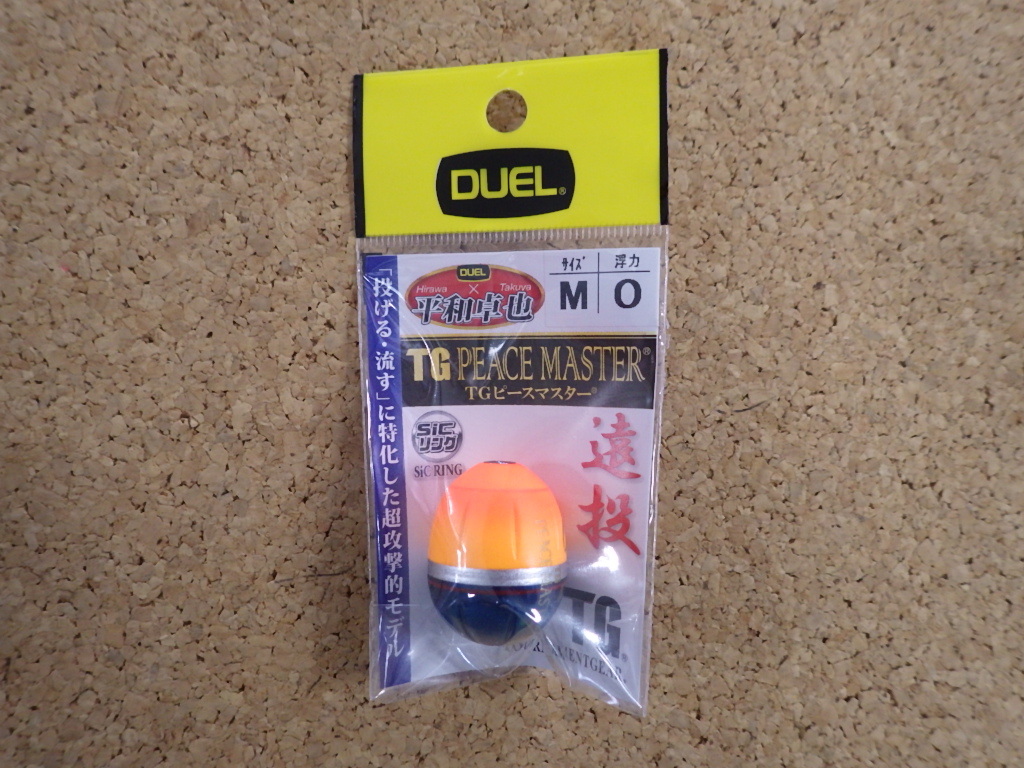 DUEL®
「投げる・流す」に特化した超攻撃的モデル
DUEL
Hirawa × Takuya
平和卓也
サイズ 浮力
M O
TG PEACE MASTER®
TGピースマスター®
SiC
リング
SiC RING
遠投
TG®